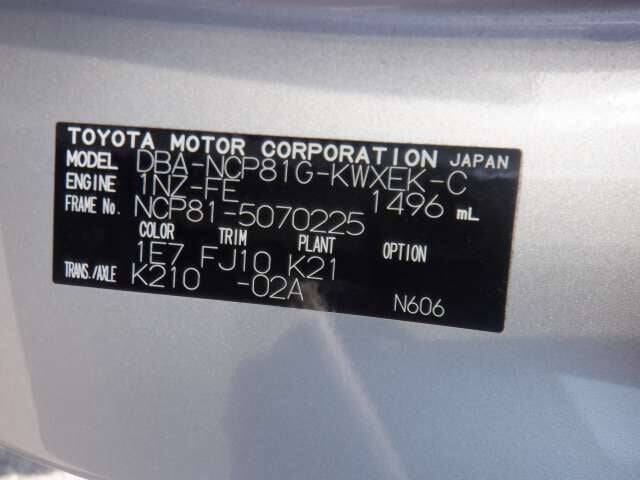 TOYOTA MOTOR CORPORATION JAPAN
MODEL DBA-NCP81G-KWXEK-C
ENGINE 1NZ-FE 1496 mL
FRAME No. NCP81-5070225
COLOR TRIM PLANT OPTION
1E7 FJ10 K21
TRANS./AXLE K210 -02A
N606